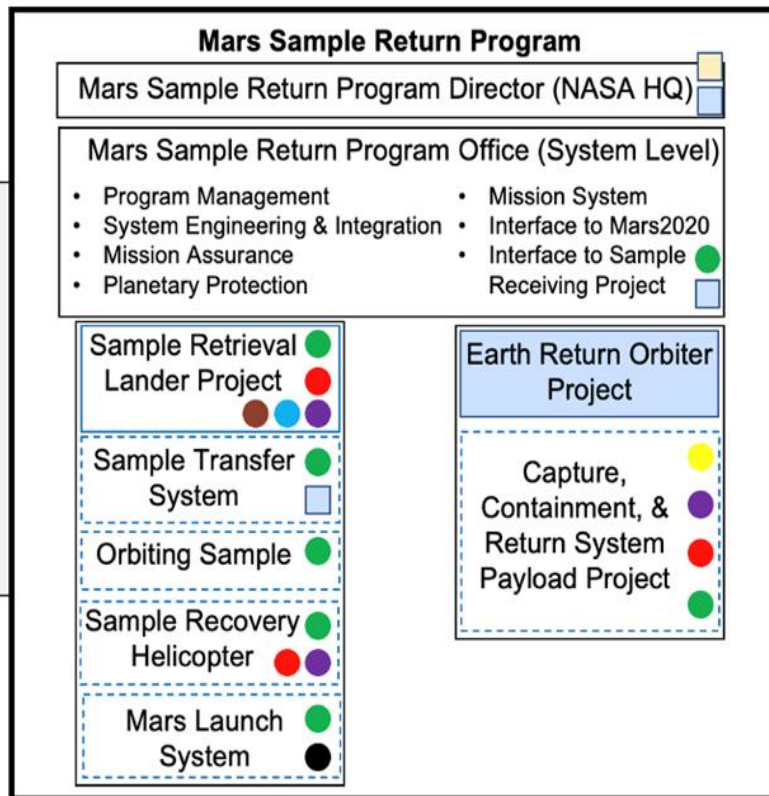 Mars Sample Return Program
Mars Sample Return Program Director (NASA HQ)
Mars Sample Return Program Office (System Level)
• Program Management
• System Engineering & Integration
• Mission Assurance
• Planetary Protection
• Mission System
• Interface to Mars2020
• Interface to Sample
Receiving Project
Sample Retrieval
Lander Project
Sample Transfer
System
Orbiting Sample
Sample Recovery
Helicopter
Mars Launch
System
Earth Return Orbiter
Project
Capture,
Containment, &
Return System
Payload Project